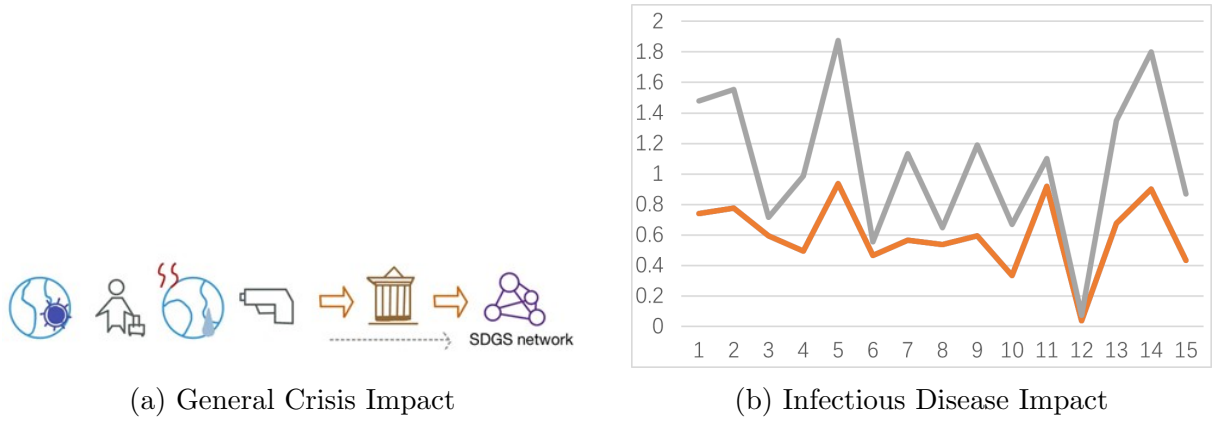 SDGS network
(a) General Crisis Impact
2
1.8
1.6
1.4
1.2
1
0.8
0.6
0.4
0.2
0
1 2 3 4 5 6 7 8 9 10 11 12 13 14 15
(b) Infectious Disease Impact